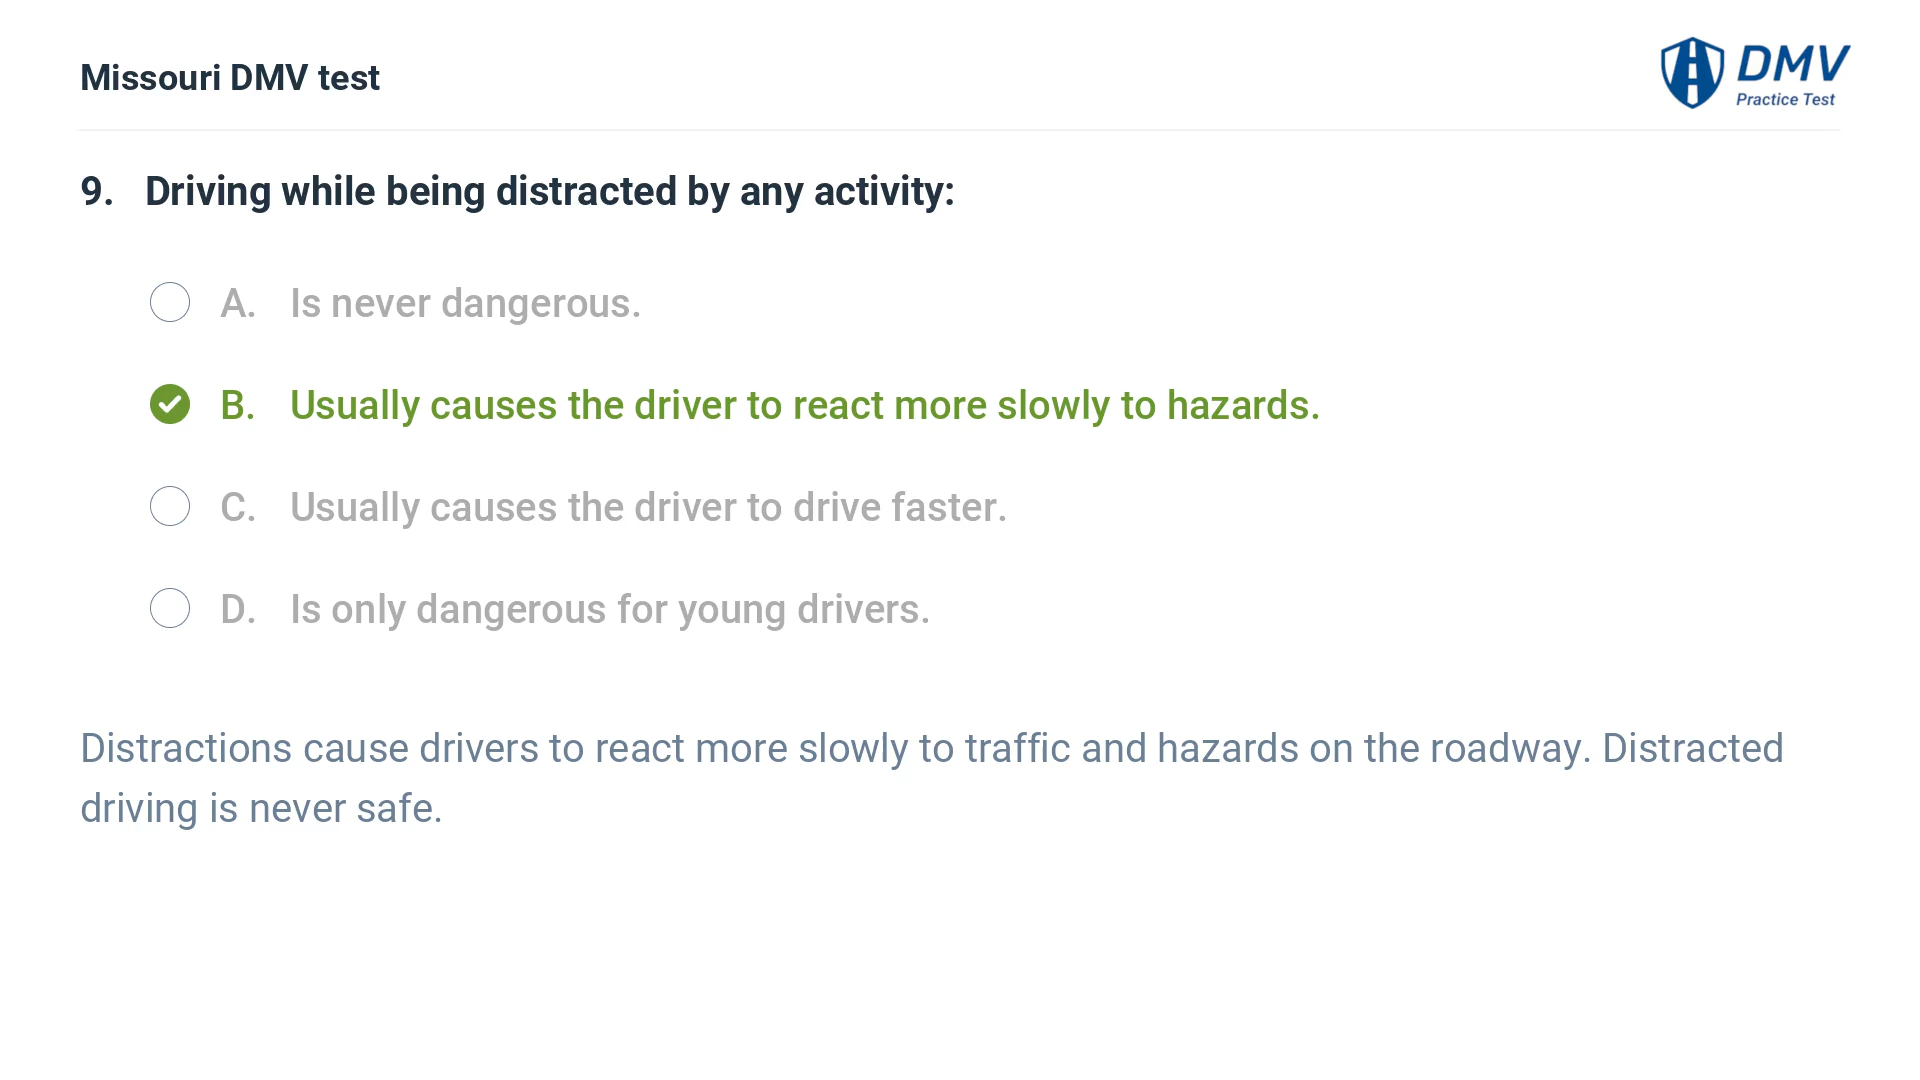 Missouri DMV test
DMV
Practice Test
9. Driving while being distracted by any activity:
A. Is never dangerous.
B. Usually causes the driver to react more slowly to hazards.
C. Usually causes the driver to drive faster.
D. Is only dangerous for young drivers.
Distractions cause drivers to react more slowly to traffic and hazards on the roadway. Distracted
driving is never safe.